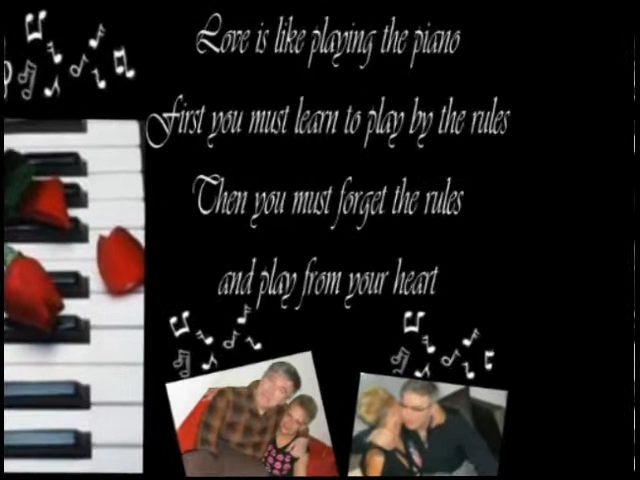 Love is like playing the piano
First you must learn to play by the rules
Then you must forget the rules
and play from your heart